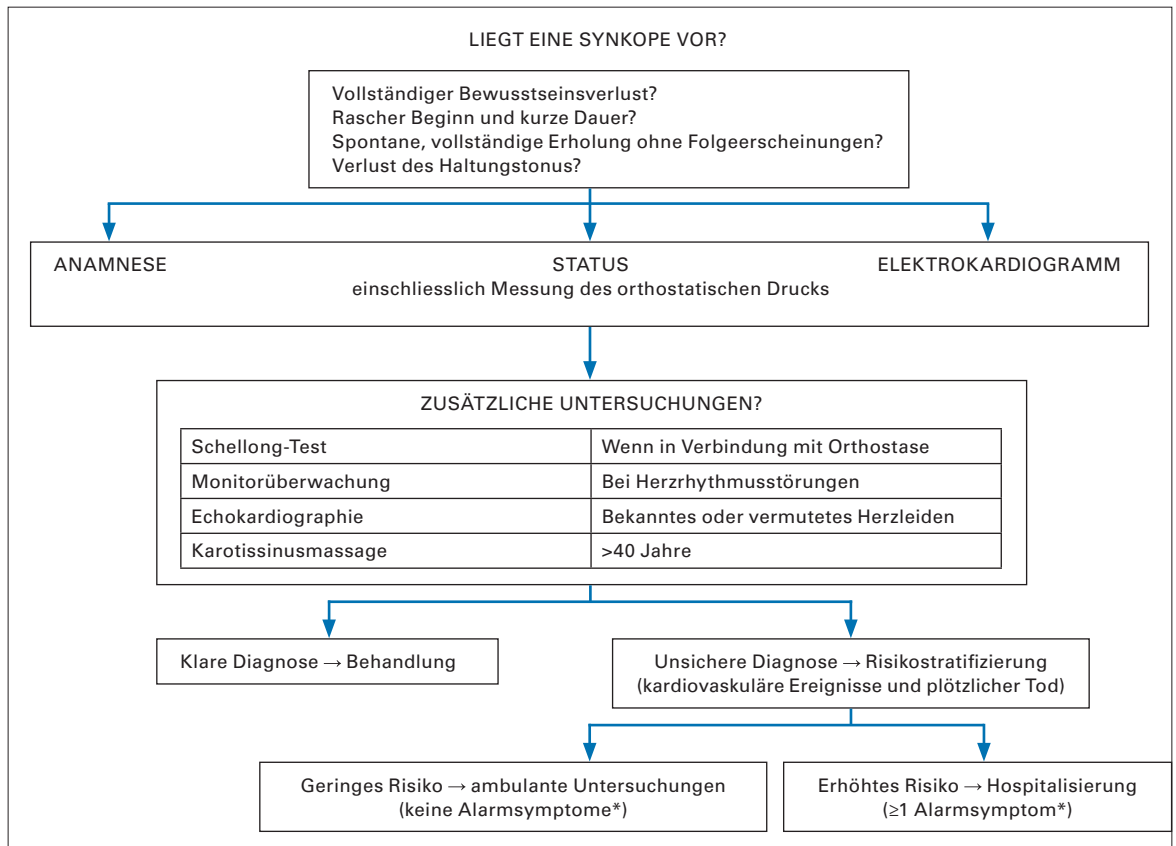 LIEGT EINE SYNKOPE VOR?
Vollständiger Bewusstseinsverlust?
Rascher Beginn und kurze Dauer?
Spontane, vollständige Erholung ohne Folgeerscheinungen?
Verlust des Haltungstonus?
ANAMNESE STATUS ELEKTROKARDIOGRAMM
einschliesslich Messung des orthostatischen Drucks
ZUSÄTZLICHE UNTERSUCHUNGEN?
Schellong-Test Wenn in Verbindung mit Orthostase
Monitorüberwachung Bei Herzrhythmusstörungen
Echokardiographie Bekanntes oder vermutetes Herzleiden
Karotissinusmassage >40 Jahre
Klare Diagnose → Behandlung
Unsichere Diagnose → Risikostratifizierung
(kardiovaskuläre Ereignisse und plötzlicher Tod)
Geringes Risiko → ambulante Untersuchungen
(keine Alarmsymptome*)
Erhöhtes Risiko → Hospitalisierung
(≥1 Alarmsymptom*)